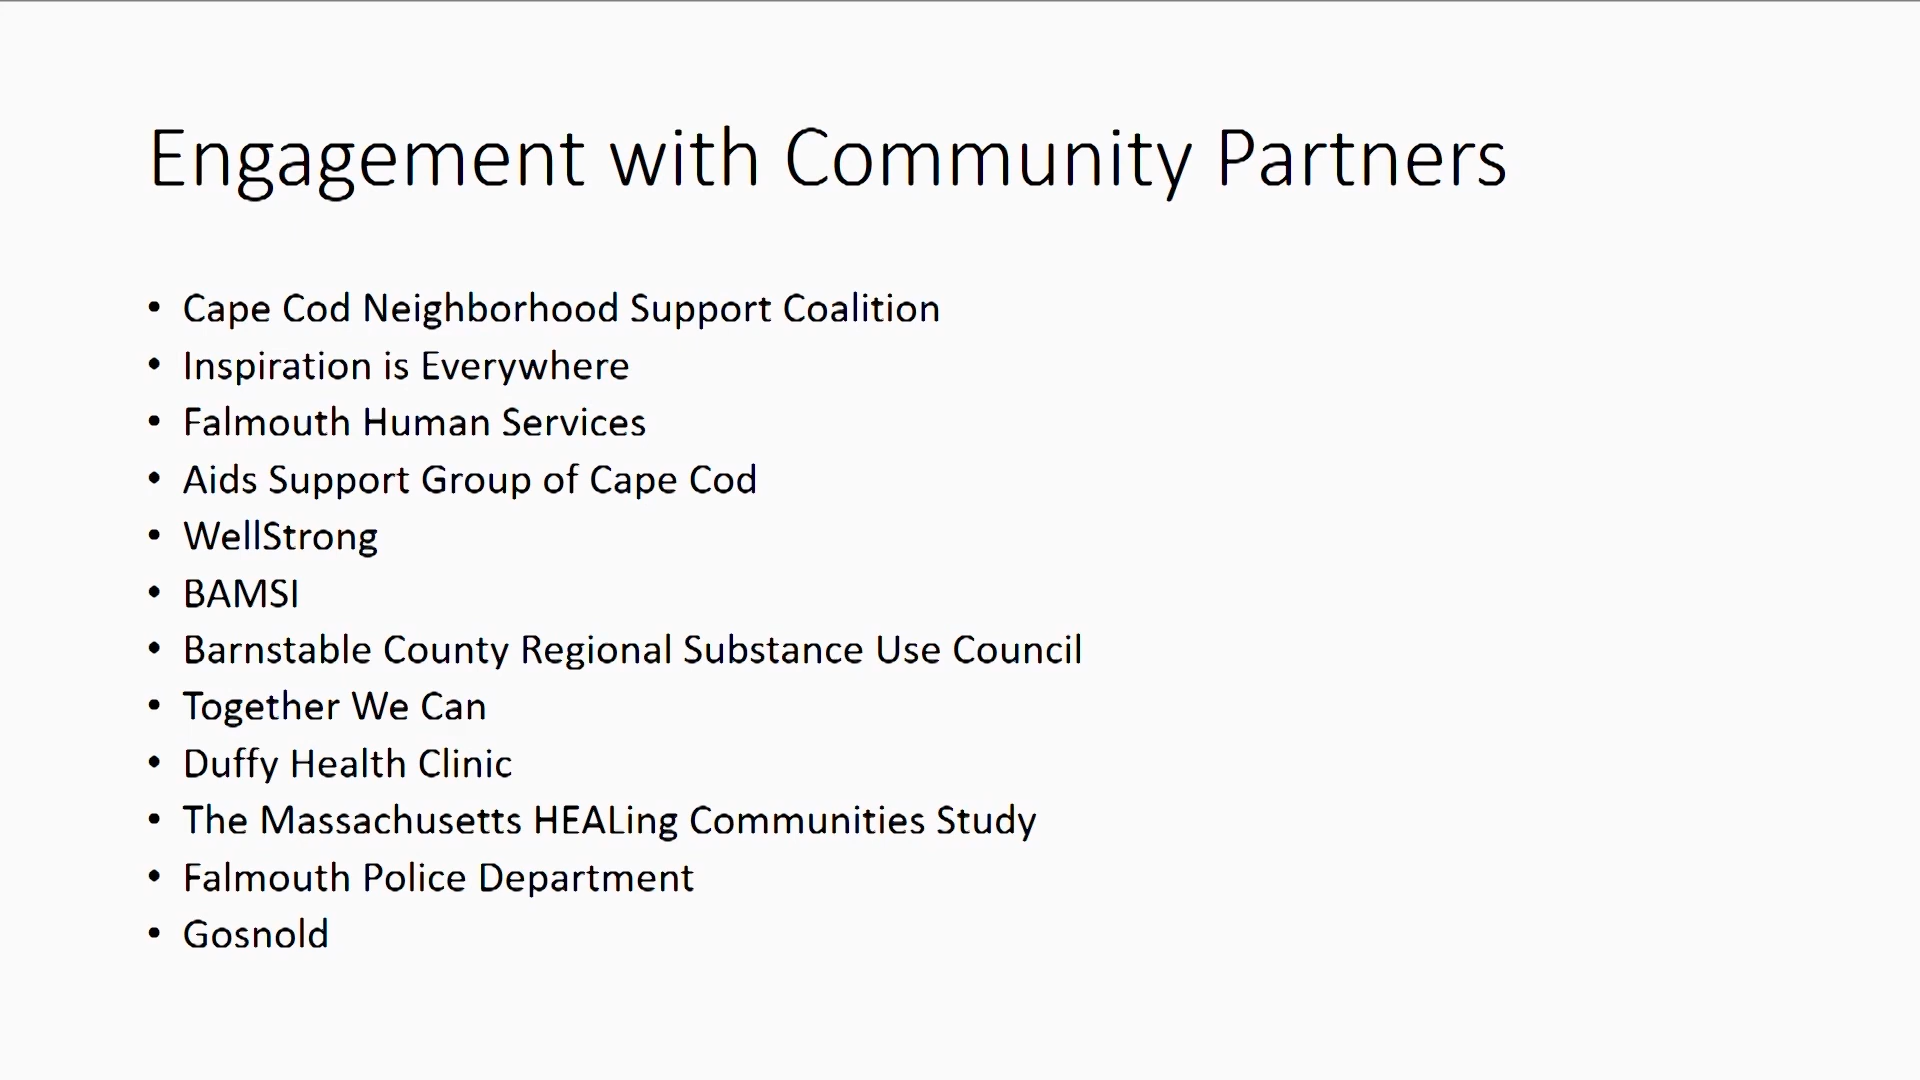 Engagement with Community Partners
• Cape Cod Neighborhood Support Coalition
• Inspiration is Everywhere
• Falmouth Human Services
• Aids Support Group of Cape Cod
• WellStrong
• BAMSI
• Barnstable County Regional Substance Use Council
• Together We Can
• Duffy Health Clinic
• The Massachusetts HEALing Communities Study
• Falmouth Police Department
• Gosnold